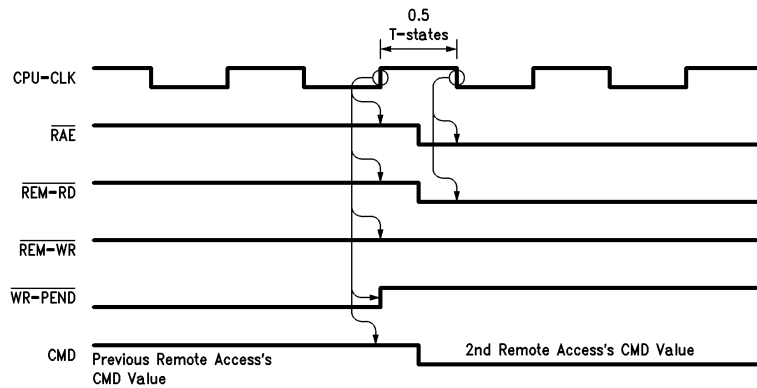 0.5
T-states
CPU-CLK
RAE
REM-RD
REM-WR
WR-PEND
CMD
Previous Remote Access's
CMD Value
2nd Remote Access's CMD Value